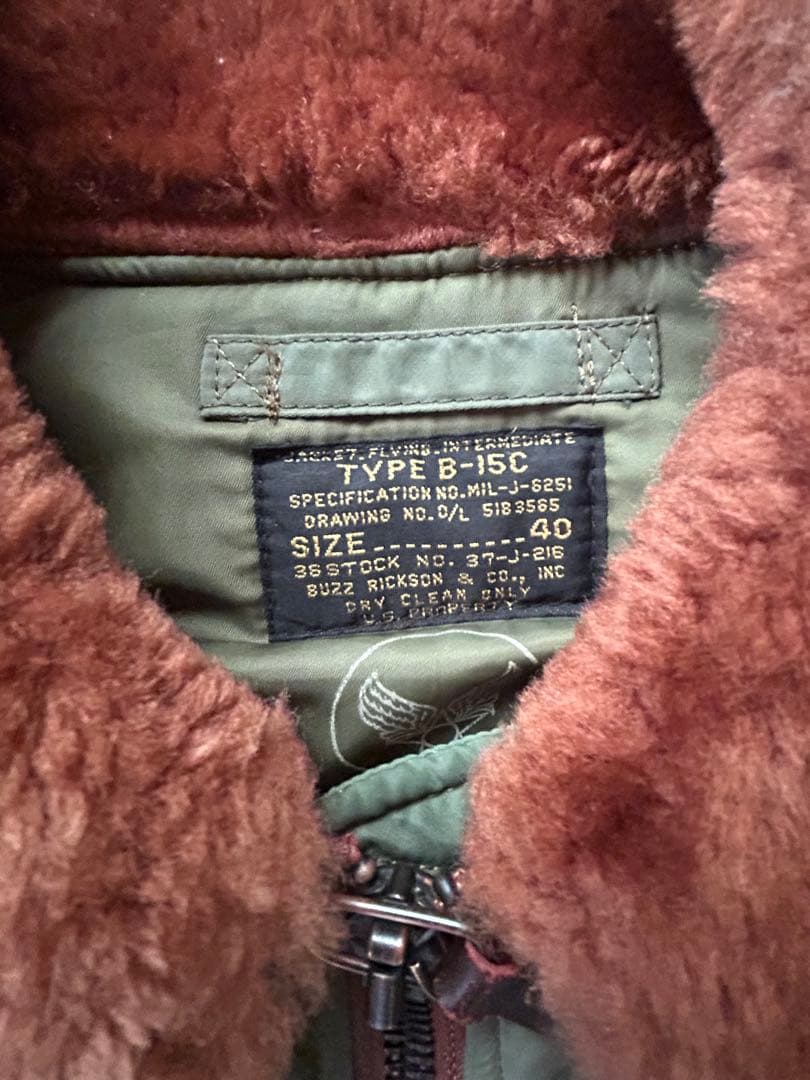 JACKET, FLYING, INTERMEDIATE
TYPE B-15C
SPECIFICATION NO. MIL-J-6251
DRAWING NO. D/L 5183565
SIZE----------40
36 STOCK NO. 37-J-216
BUZZ RICKSON & CO., INC
DRY CLEAN ONLY
U.S. PROPERTY